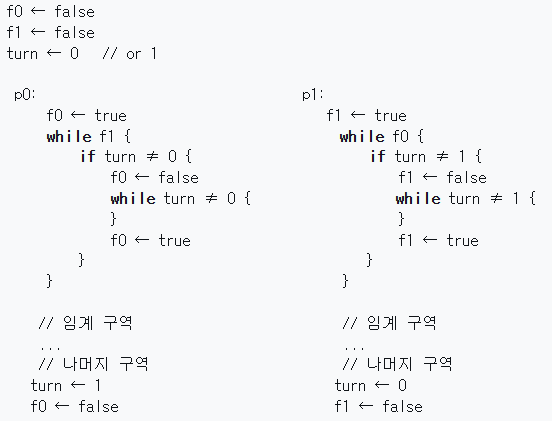 f0 ← false
f1 ← false
turn ← 0 // or 1
p0:
f0 ← true
while f1 {
if turn ≠ 0 {
f0 ← false
while turn ≠ 0 {
}
f0 ← true
}
}
// 임계 구역
...
// 나머지 구역
turn ← 1
f0 ← false
p1:
f1 ← true
while f0 {
if turn ≠ 1 {
f1 ← false
while turn ≠ 1 {
}
f1 ← true
}
}
// 임계 구역
...
// 나머지 구역
turn ← 0
f1 ← false